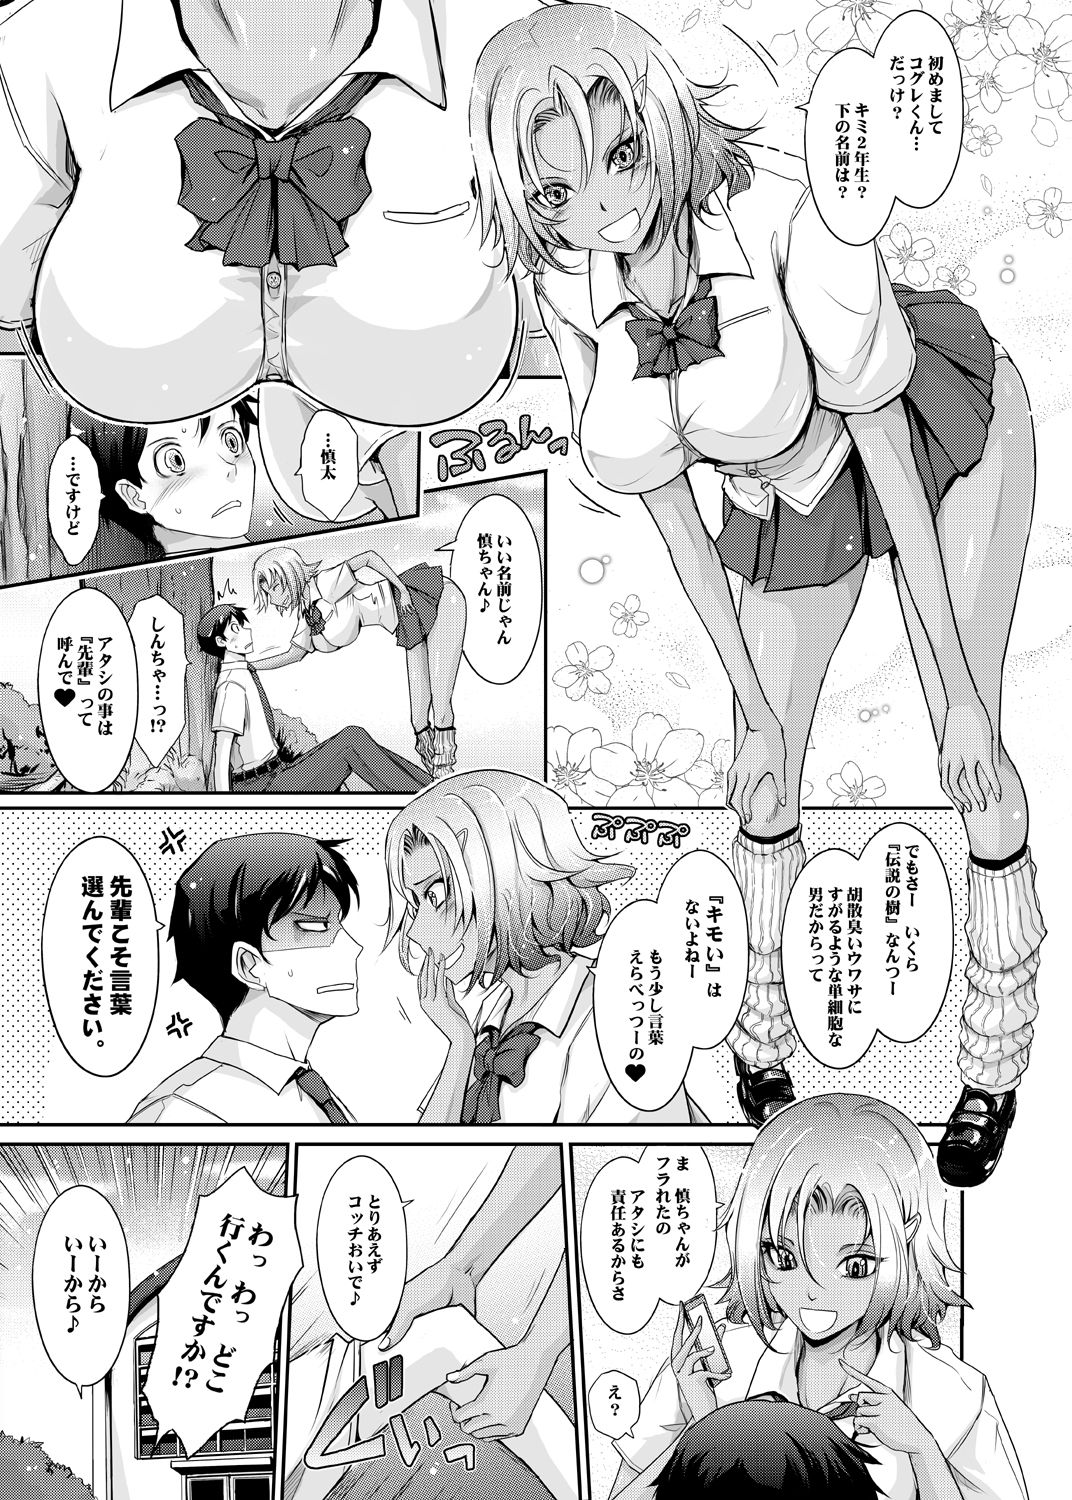 初めまして
コグレくん…
だっけ？
キミ２年生？
下の名前は？
ぷるんっ
…慎太
…ですけど
いい名前じゃん
慎ちゃん♪
しんちゃ…っ!?
アタシの事は
『先輩』って
呼んで♥
でもさー　いくら
『伝説の樹』なんつー
胡散臭いウワサに
すがるような単細胞な
男だからって
ぷぷぷ
『キモい』は
ないよねー
もう少し言葉
えらべっつーの♥
先輩こそ言葉
選んでください。
ま　慎ちゃんが
フラれたの
アタシにも
責任あるからさ
え？
とりあえず
コッチおいで♪
ぐいっ
わっ　わっ　どこ
行くんですか!?
いーから
いーから♪